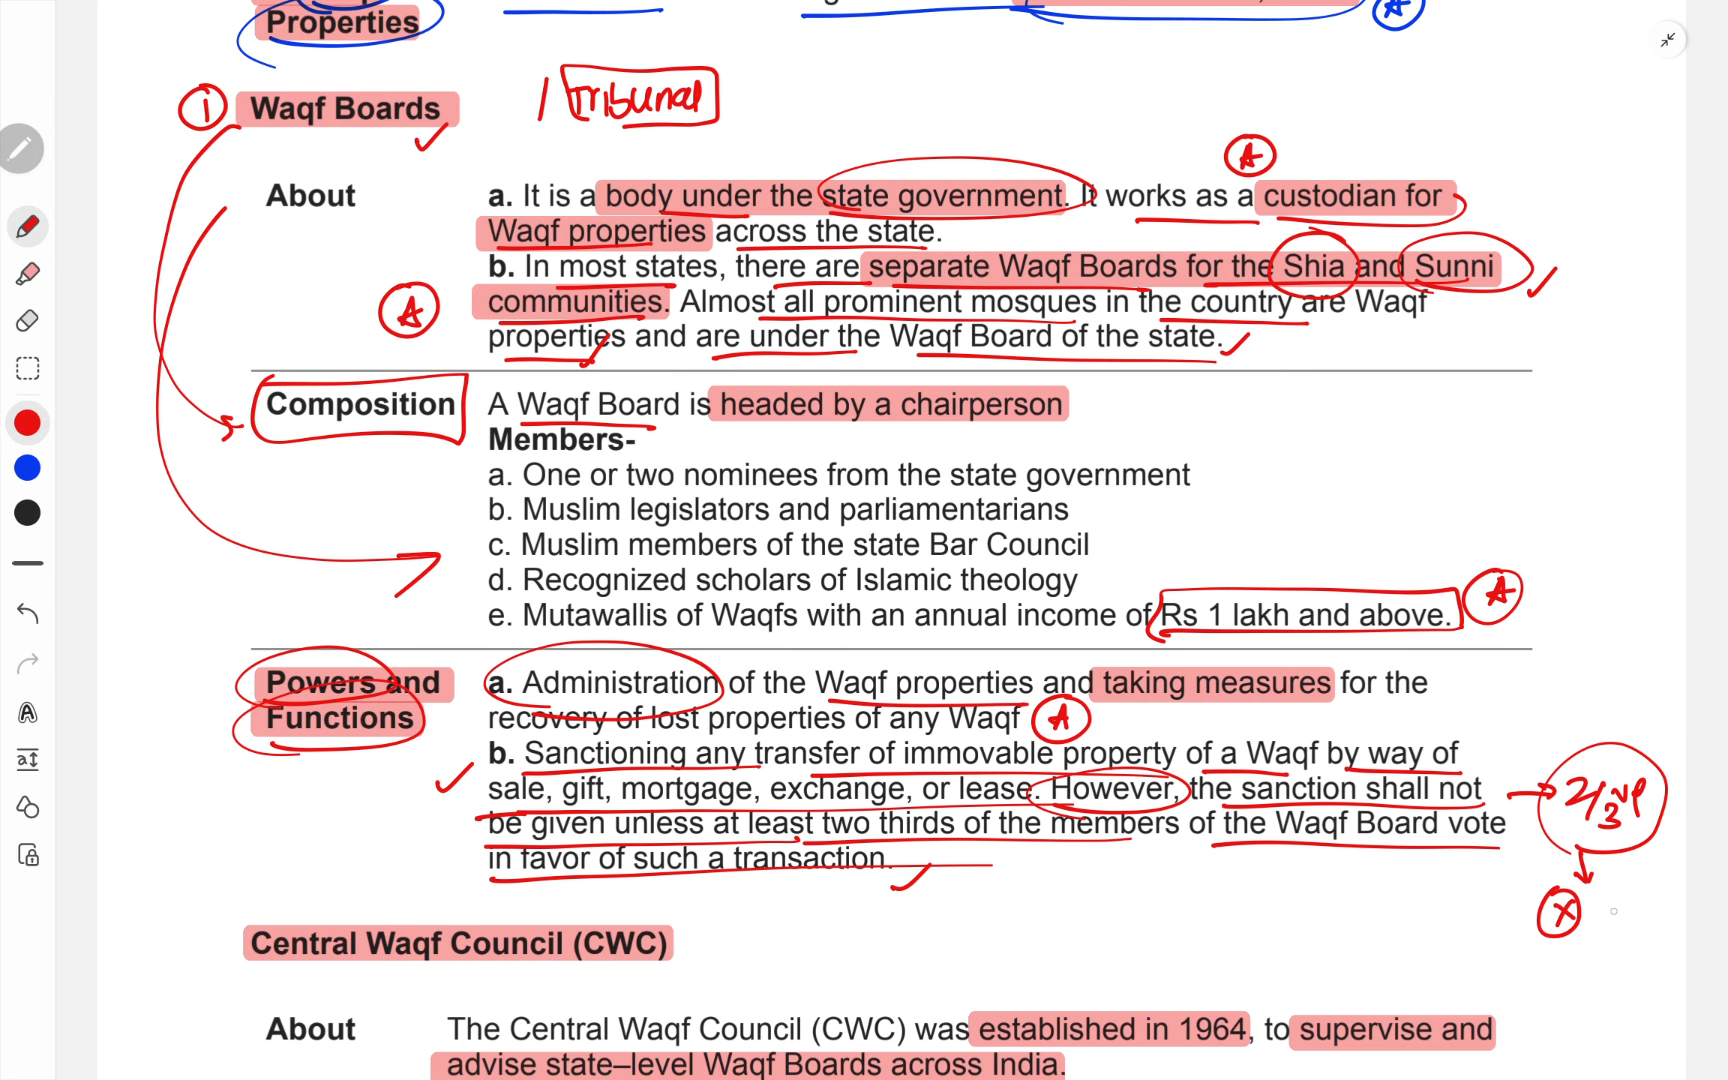 Properties
i Waqf Boards / Tribunal
About
a. It is a body under the state government. It works as a custodian for
Waqf properties across the state.
b. In most states, there are separate Waqf Boards for the Shia and Sunni
communities. Almost all prominent mosques in the country are Waqf
properties and are under the Waqf Board of the state.
Composition
A Waqf Board is headed by a chairperson
Members-
a. One or two nominees from the state government
b. Muslim legislators and parliamentarians
c. Muslim members of the state Bar Council
d. Recognized scholars of Islamic theology
e. Mutawallis of Waqfs with an annual income of Rs 1 lakh and above.
Powers and
Functions
a. Administration of the Waqf properties and taking measures for the
recovery of lost properties of any Waqf
b. Sanctioning any transfer of immovable property of a Waqf by way of
sale, gift, mortgage, exchange, or lease. However, the sanction shall not
be given unless at least two thirds of the members of the Waqf Board vote
in favor of such a transaction.
2/3
X
Central Waqf Council (CWC)
About
The Central Waqf Council (CWC) was established in 1964, to supervise and
advise state–level Waqf Boards across India.